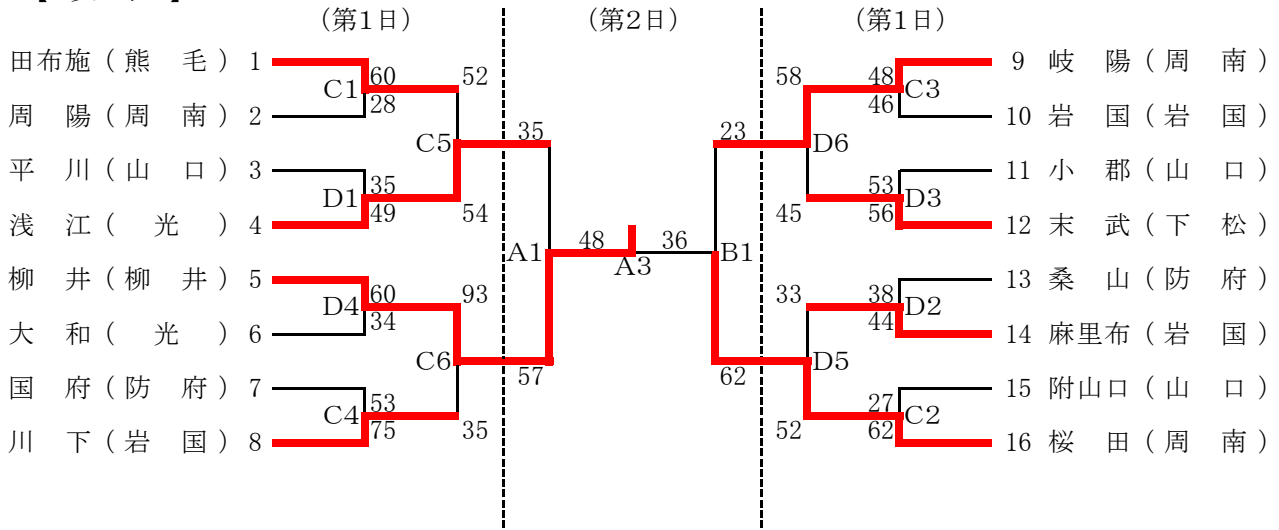 (第1日) (第2日) (第1日)
田布施(熊 毛) 1 60 52 58 48 9 岐 陽(周 南)
C1 C3
周 陽(周 南) 2 28 46 10 岩 国(岩 国)
C5 35 23 D6
平 川(山 口) 3 35 53 11 小 郡(山 口)
D1 D3
浅 江( 光 ) 4 49 54 45 56 12 末 武(下 松)
A1 48 A3 36 B1
柳 井(柳 井) 5 60 93 33 38 13 桑 山(防 府)
D4 D2
大 和( 光 ) 6 34 44 14 麻里布(岩 国)
C6 57 62 D5
国 府(防 府) 7 53 27 15 附山口(山 口)
C4 C2
川 下(岩 国) 8 75 35 52 62 16 桜 田(周 南)